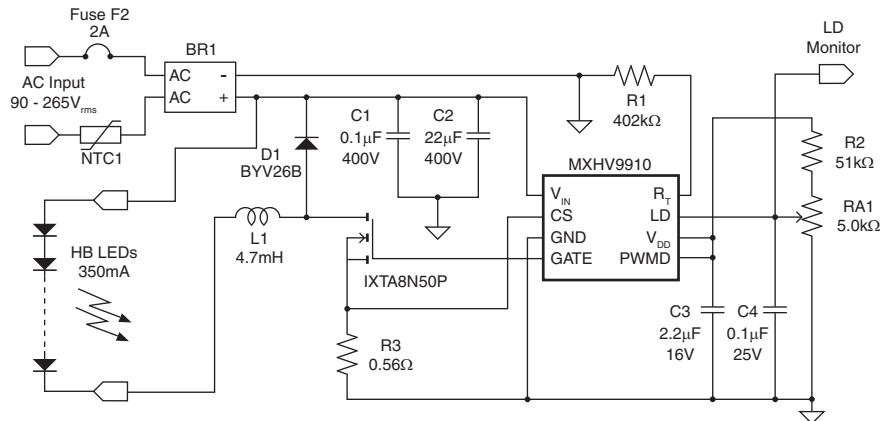 Fuse F2
2A
BR1
AC
-
AC
+
AC Input
90 - 265Vrms
NTC1
D1
BYV26B
C1
0.1µF
400V
C2
22µF
400V
R1
402kΩ
LD
Monitor
R2
51kΩ
RA1
5.0kΩ
MXHV9910
VIN
CS
GND
GATE
RT
LD
VDD
PWMD
L1
4.7mH
HB LEDs
350mA
IXTA8N50P
R3
0.56Ω
C3
2.2µF
16V
C4
0.1µF
25V